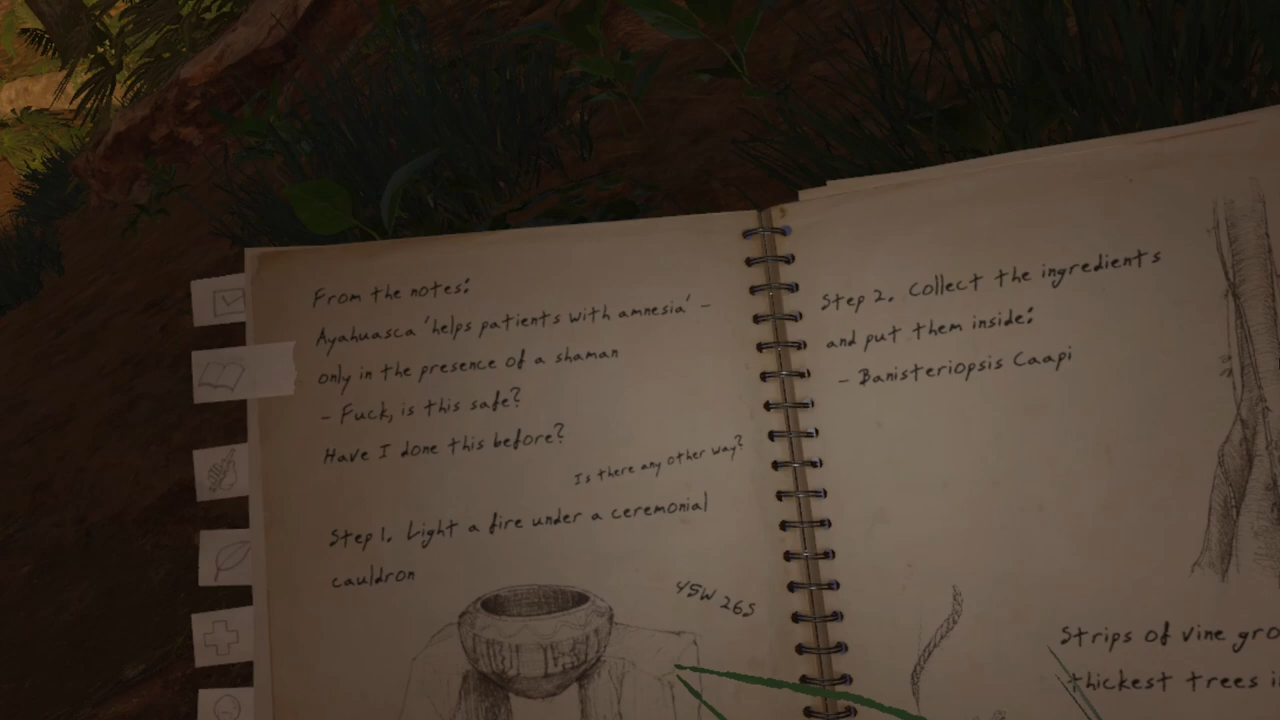 From the notes:
Ayahuasca 'helps patients with amnesia' -
only in the presence of a shaman
- Fuck, is this safe?
Have I done this before?
Is there any other way?
Step 1. Light a fire under a ceremonial
cauldron
45W 26S
Step 2. Collect the ingredients
and put them inside:
- Banisteriopsis Caapi
Strips of vine
thickest trees